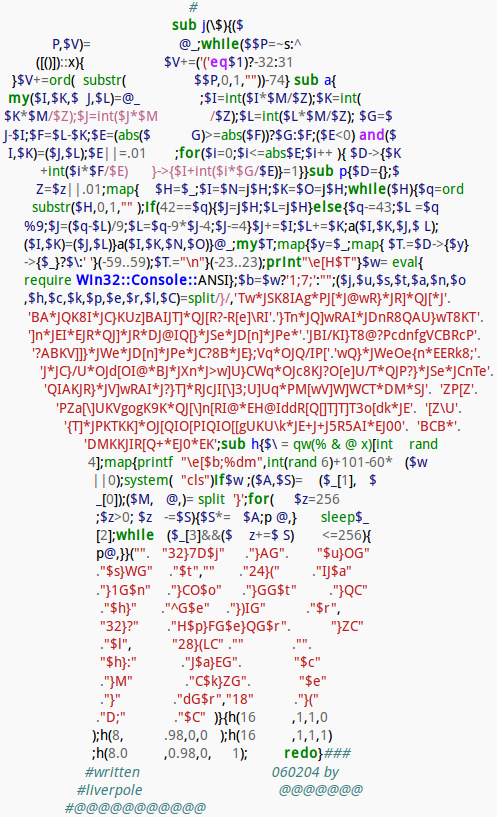 #
sub j(\$){($
P,$V)= @_;while($$P=~s:^
([()])::x){ $V+=('('eq$1)?-32:31
}$V+=ord( substr( $$P,0,1,""))-74} sub a{
my($I,$K,$ J,$L)=@_ ;$I=int($I*$M/$Z);$K=int(
$K*$M/$Z);$J=int($J*$M /$Z);$L=int($L*$M/$Z); $G=$
J-$I;$F=$L-$K;$E=(abs($ G)>=abs($F))?$G:$F;($E<0) and($
I,$K)=($J,$L);$E||=.01 ;for($i=0;$i<=abs$E;$i++ ){ $D->{$K
+int($i*$F/$E) }->{$I+int($i*$G/$E)}=1}}sub p{$D={};$
Z=$z||.01;map{ $H=$_;$I=$N=j$H;$K=$O=j$H;while($H){$q=ord
substr($H,0,1,"" );if(42==$q){$J=j$H;$L=j$H}else{$q-=43;$L =$q
%9;$J=($q-$L)/9;$L=$q-9*$J-4;$J-=4}$J+=$I;$L+=$K;a($I,$K,$J,$ L);
($I,$K)=($J,$L)}a($I,$K,$N,$O)}@_;my$T;map{$y=$_;map{ $T.=$D->{$y}
->{$_}?$\:' '}(-59..59);$T.="\n"}(-23..23);print"\e[H$T"}$w= eval{
require Win32::Console::ANSI};$b=$w?'1;7;':"";($j,$u,$s,$t,$a,$n,$o
,$h,$c,$k,$p,$e,$r,$l,$C)=split/}/,'Tw*JSK8IAg*PJ[*J@wR}*JR]*QJ[*J'.
'BA*JQK8I*JC}KUz]BAIJT]*QJ[R?-R[e]\RI'.'}Tn*JQ]wRAI*JDnR8QAU}wT8KT'.
']n*JEI*EJR*QJ]*JR*DJ@IQ[}*JSe*JD[n]*JPe*'.'JBI/KI}T8@?PcdnfgVCBRcP'.
'?ABKV]]}*JWe*JD[n]*JPe*JC?8B*JE};Vq*OJQ/IP['.'wQ}*JWeOe{n*EERk8;'.
'J*JC}/U*OJd[OI@*BJ*JXn*J>w]U}CWq*OJc8KJ?O[e]U/T*QJP?}*JSe*JCnTe'.
'QIAKJR}*JV]wRAI*J?}T]*RJcJI[\]3;U]Uq*PM[wV]W]WCT*DM*SJ'. 'ZP[Z'.
'PZa[\]UKVgogK9K*QJ[\]n[RI@*EH@IddR[Q[]T]T]T3o[dk*JE'. '[Z\U'.
'{T]*JPKTKK]*OJ[QIO[PIQIO[[gUKU\k*JE+J+J5R5AI*EJ00'. 'BCB*'.
'DMKKJIR[Q+*EJ0*EK';sub h{$\ = qw(% & @ x)[int rand
4];map{printf "\e[$b;%dm",int(rand 6)+101-60* ($w
||0);system( "cls")if$w ;($A,$S)= ($_[1], $
_[0]);($M, @,)= split '}';for( $z=256
;$z>0; $z -=$S){$S*= $A;p @,} sleep$_
[2];while ($_[3]&&($ z+=$ S) <=256){
p@,}}("". "32}7D$j" ."}AG". "$u}OG"
."$s}WG" ."$t","" ."24}(" ."IJ$a"
."}1G$n" ."}CO$o" ."}GG$t" ."}QC"
."$h}" ."^G$e" ."})IG" ."$r",
"32}?" ."H$p}FG$e}QG$r". "}ZC"
."$l", "28}(LC" ."" ."".
"$h}:" ."J$a}EG". "$c"
."}M" ."C$k}ZG". "$e"
."}" ."dG$r","18" ."}("
."D;" ."$C" )}{h(16 ,1,1,0
);h(8, .98,0,0 );h(16 ,1,1,1)
;h(8.0 ,0.98,0, 1); redo}###
#written 060204 by
#liverpole @@@@@@@
#@@@@@@@@@@@